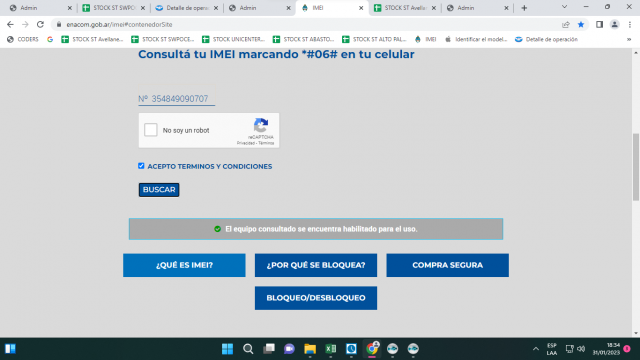 Admin
STOCK ST SWPO
Detalle de oper
Admin
IMEI
STOCK ST Avella
Admin
enacom.gob.ar/imei#contenedorSite
CODERS
G
STOCK ST Avellane...
STOCK ST SWPOCE...
STOCK UNICENTER...
STOCK ST ABASTO...
STOCK ST ALTO PAL...
IMEI
Identificar el model...
Detalle de operación
Consultá tu IMEI marcando *#06# en tu celular
Nº 354849090707
No soy un robot
reCAPTCHA
Privacidad - Términos
ACEPTO TERMINOS Y CONDICIONES
BUSCAR
El equipo consultado se encuentra habilitado para el uso.
¿QUÉ ES IMEI?
¿POR QUÉ SE BLOQUEA?
COMPRA SEGURA
BLOQUEO/DESBLOQUEO
ESP
LAA
18:34
31/01/2023